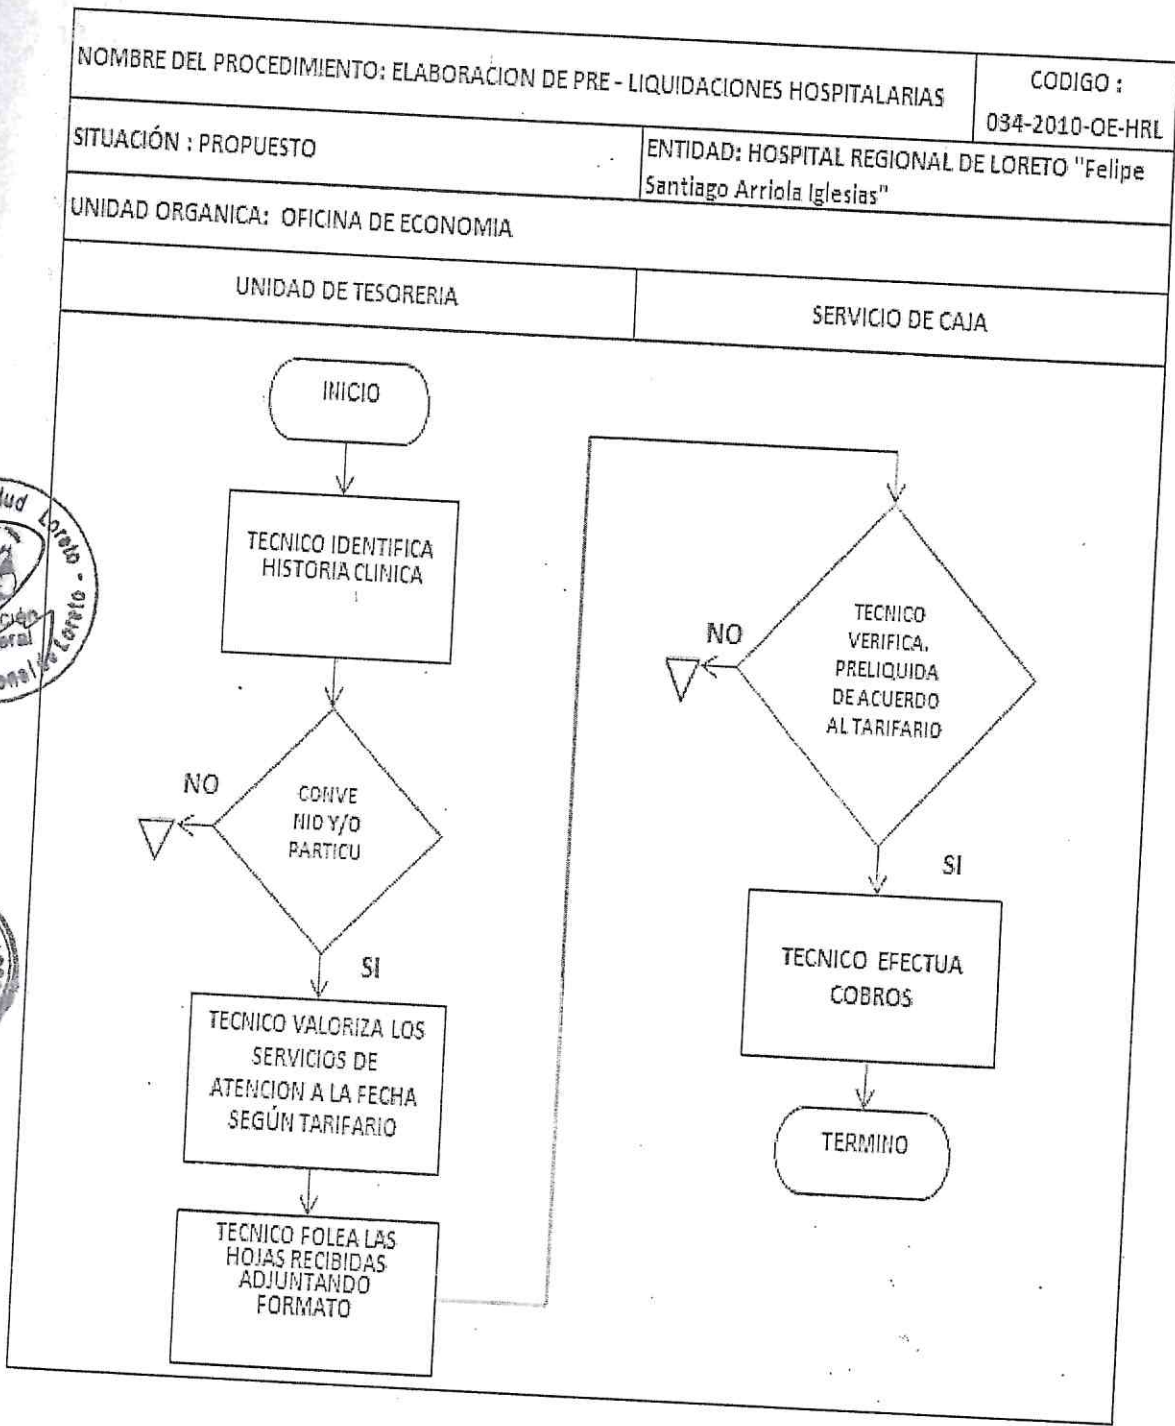 NOMBRE DEL PROCEDIMIENTO: ELABORACION DE PRE - LIQUIDACIONES HOSPITALARIAS
CODIGO :
034-2010-OE-HRL
SITUACIÓN : PROPUESTO
ENTIDAD: HOSPITAL REGIONAL DE LORETO "Felipe
Santiago Arriola Iglesias"
UNIDAD ORGANICA: OFICINA DE ECONOMIA
UNIDAD DE TESORERIA
SERVICIO DE CAJA
INICIO
TECNICO IDENTIFICA
HISTORIA CLINICA
NO
CONVE
NIO Y/O
PARTICU
SI
TECNICO VALORIZA LOS
SERVICIOS DE
ATENCION A LA FECHA
SEGÚN TARIFARIO
TECNICO FOLEA LAS
HOJAS RECIBIDAS
ADJUNTANDO
FORMATO
TECNICO
VERIFICA,
PRELIQUIDA
DE ACUERDO
AL TARIFARIO
NO
SI
TECNICO EFECTUA
COBROS
TERMINO
Loreto -
de Loreto